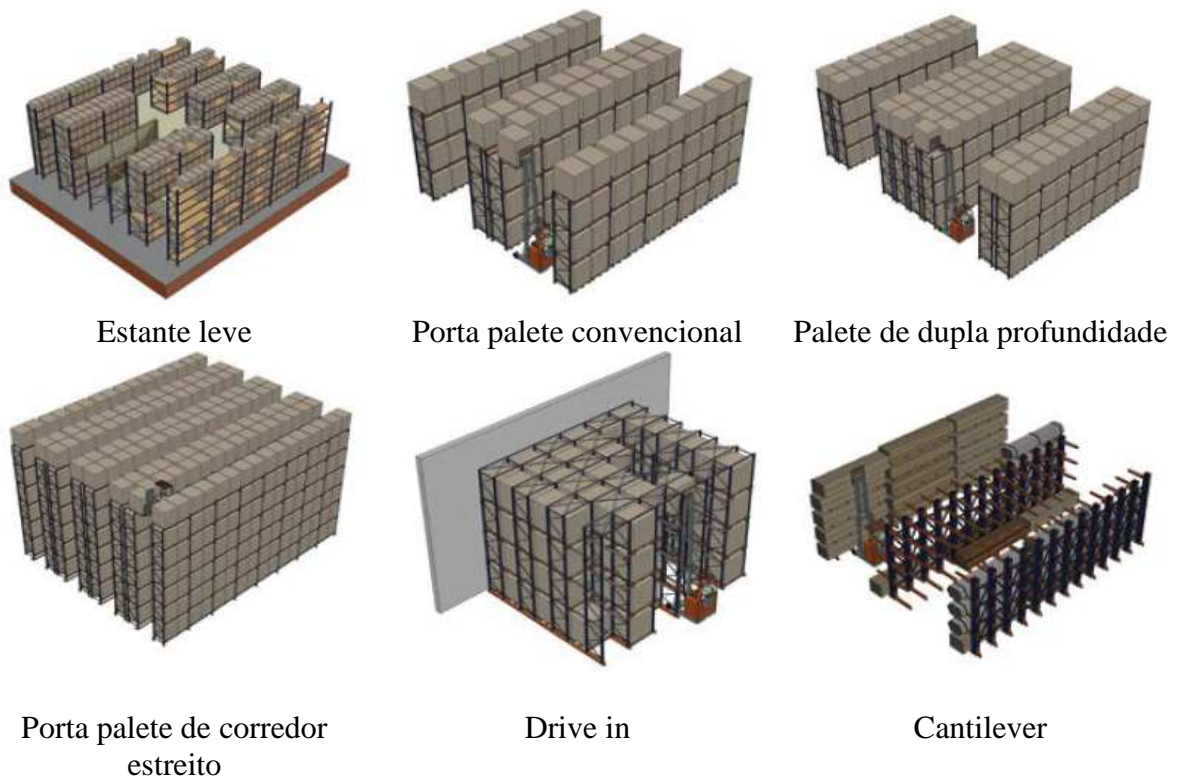 Estante leve
Porta palete convencional
Palete de dupla profundidade
Porta palete de corredor
estreito
Drive in
Cantilever